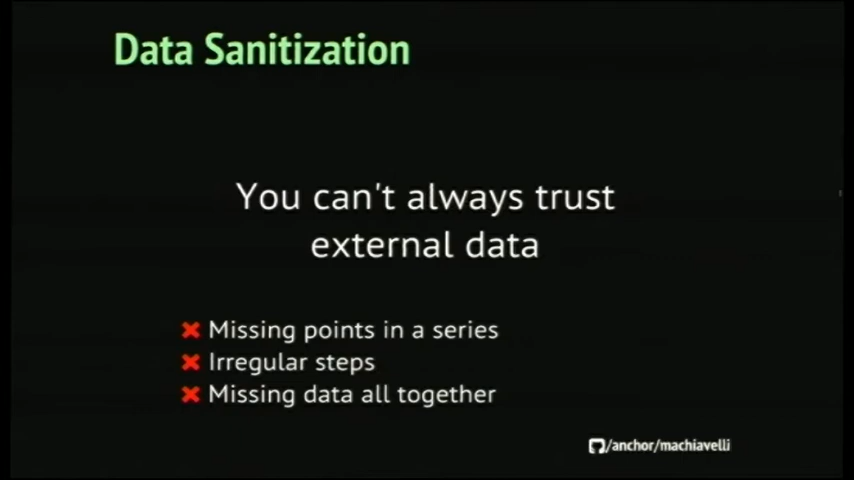 Data Sanitization
You can't always trust
external data
Missing points in a series
Irregular steps
Missing data all together
/anchor/machiavelli